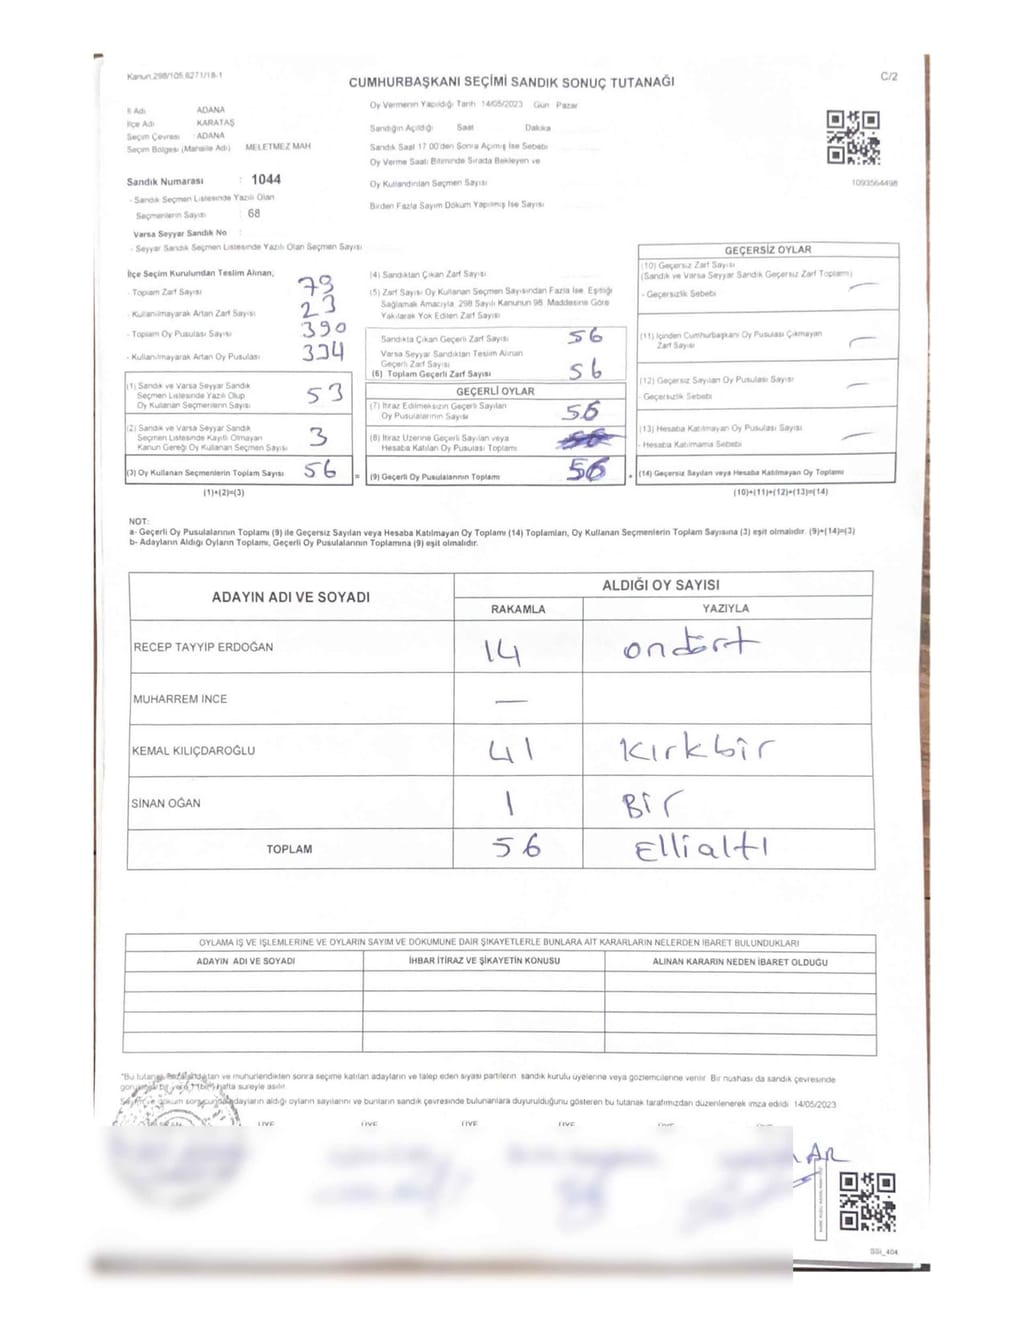 Kanun.298/105,6271/18-1
CUMHURBAŞKANI SEÇİMİ SANDIK SONUÇ TUTANAĞI
C/2
İl Adı ADANA
İlçe Adı KARATAŞ
Seçim Çevresi : ADANA
Seçim Bölgesi (Mahalle Adı) MELETMEZ MAH
Sandık Numarası : 1044
- Sandık Seçmen Listesinde Yazılı Olan
Seçmenlerin Sayısı : 68
Varsa Seyyar Sandık No :
- Seyyar Sandık Seçmen Listesinde Yazılı Olan Seçmen Sayısı
Oy Vermenin Yapıldığı Tarih 14/05/2023 Gün Pazar
Sandığın Açıldığı Saat Dakika
Sandık Saat 17.00'den Sonra Açılmış İse Sebebi
Oy Verme Saati Bitiminde Sırada Bekleyen ve
Oy Kullandırılan Seçmen Sayısı
Birden Fazla Sayım Döküm Yapılmış İse Sayısı
1093564498
İlçe Seçim Kurulundan Teslim Alınan;
- Toplam Zarf Sayısı 79
- Kullanılmayarak Artan Zarf Sayısı 23
- Toplam Oy Pusulası Sayısı 390
- Kullanılmayarak Artan Oy Pusulası 334
(1) Sandık ve Varsa Seyyar Sandık
Seçmen Listesinde Yazılı Olup
Oy Kullanan Seçmenlerin Sayısı 53
(2) Sandık ve Varsa Seyyar Sandık
Seçmen Listesinde Kayıtlı Olmayan
Kanun Gereği Oy Kullanan Seçmen Sayısı 3
(3) Oy Kullanan Seçmenlerin Toplam Sayısı 56 =
(1)+(2)=(3)
(4) Sandıktan Çıkan Zarf Sayısı
(5) Zarf Sayısı Oy Kullanan Seçmen Sayısından Fazla İse, Eşitliği
Sağlamak Amacıyla, 298 Sayılı Kanunun 98. Maddesine Göre
Yakılarak Yok Edilen Zarf Sayısı
Sandıkta Çıkan Geçerli Zarf Sayısı 56
Varsa Seyyar Sandıktan Teslim Alınan
Geçerli Zarf Sayısı
(6) Toplam Geçerli Zarf Sayısı 56
GEÇERLİ OYLAR
(7) İtiraz Edilmeksizin Geçerli Sayılan
Oy Pusulalarının Sayısı 56
(8) İtiraz Üzerine Geçerli Sayılan veya
Hesaba Katılan Oy Pusulası Toplamı
(9) Geçerli Oy Pusulalarının Toplamı 56 +
GEÇERSİZ OYLAR
(10) Geçersiz Zarf Sayısı
(Sandık ve Varsa Seyyar Sandık Geçersiz Zarf Toplamı) —
- Geçersizlik Sebebi
(11) İçinden Cumhurbaşkanı Oy Pusulası Çıkmayan
Zarf Sayısı —
(12) Geçersiz Sayılan Oy Pusulası Sayısı —
- Geçersizlik Sebebi
(13) Hesaba Katılmayan Oy Pusulası Sayısı —
- Hesaba Katılmama Sebebi
(14) Geçersiz Sayılan veya Hesaba Katılmayan Oy Toplamı
(10)+(11)+(12)+(13)=(14)
NOT:
a- Geçerli Oy Pusulalarının Toplamı (9) ile Geçersiz Sayılan veya Hesaba Katılmayan Oy Toplamı (14) Toplamları, Oy Kullanan Seçmenlerin Toplam Sayısına (3) eşit olmalıdır. (9)+(14)=(3)
b- Adayların Aldığı Oyların Toplamı, Geçerli Oy Pusulalarının Toplamına (9) eşit olmalıdır.
ADAYIN ADI VE SOYADI
ALDIĞI OY SAYISI
RAKAMLA YAZIYLA
RECEP TAYYIP ERDOĞAN 14 ondört
MUHARREM İNCE —
KEMAL KILIÇDAROĞLU 41 Kırkbir
SİNAN OĞAN 1 Bir
TOPLAM 56 Ellialtı
OYLAMA İŞ VE İŞLEMLERİNE VE OYLARIN SAYIM VE DÖKÜMÜNE DAİR ŞİKAYETLERLE BUNLARA AİT KARARLARIN NELERDEN İBARET BULUNDUKLARI
ADAYIN ADI VE SOYADI İHBAR İTİRAZ VE ŞİKAYETİN KONUSU ALINAN KARARIN NEDEN İBARET OLDUĞU
ve mühürlendikten sonra seçime katılan adayların ve talep eden siyasi partilerin sandık kurulu üyelerine veya gözlemcilerine verilir. Bir nüshası da sandık çevresinde
hafta süreyle asılır.
adayların aldığı oyların sayılarını ve bunların sandık çevresinde bulunanlara duyurulduğunu gösteren bu tutanak tarafımızdan düzenlenerek imza edildi 14/05/2023
ÜYE ÜYE ÜYE ÜYE
SSİ_404